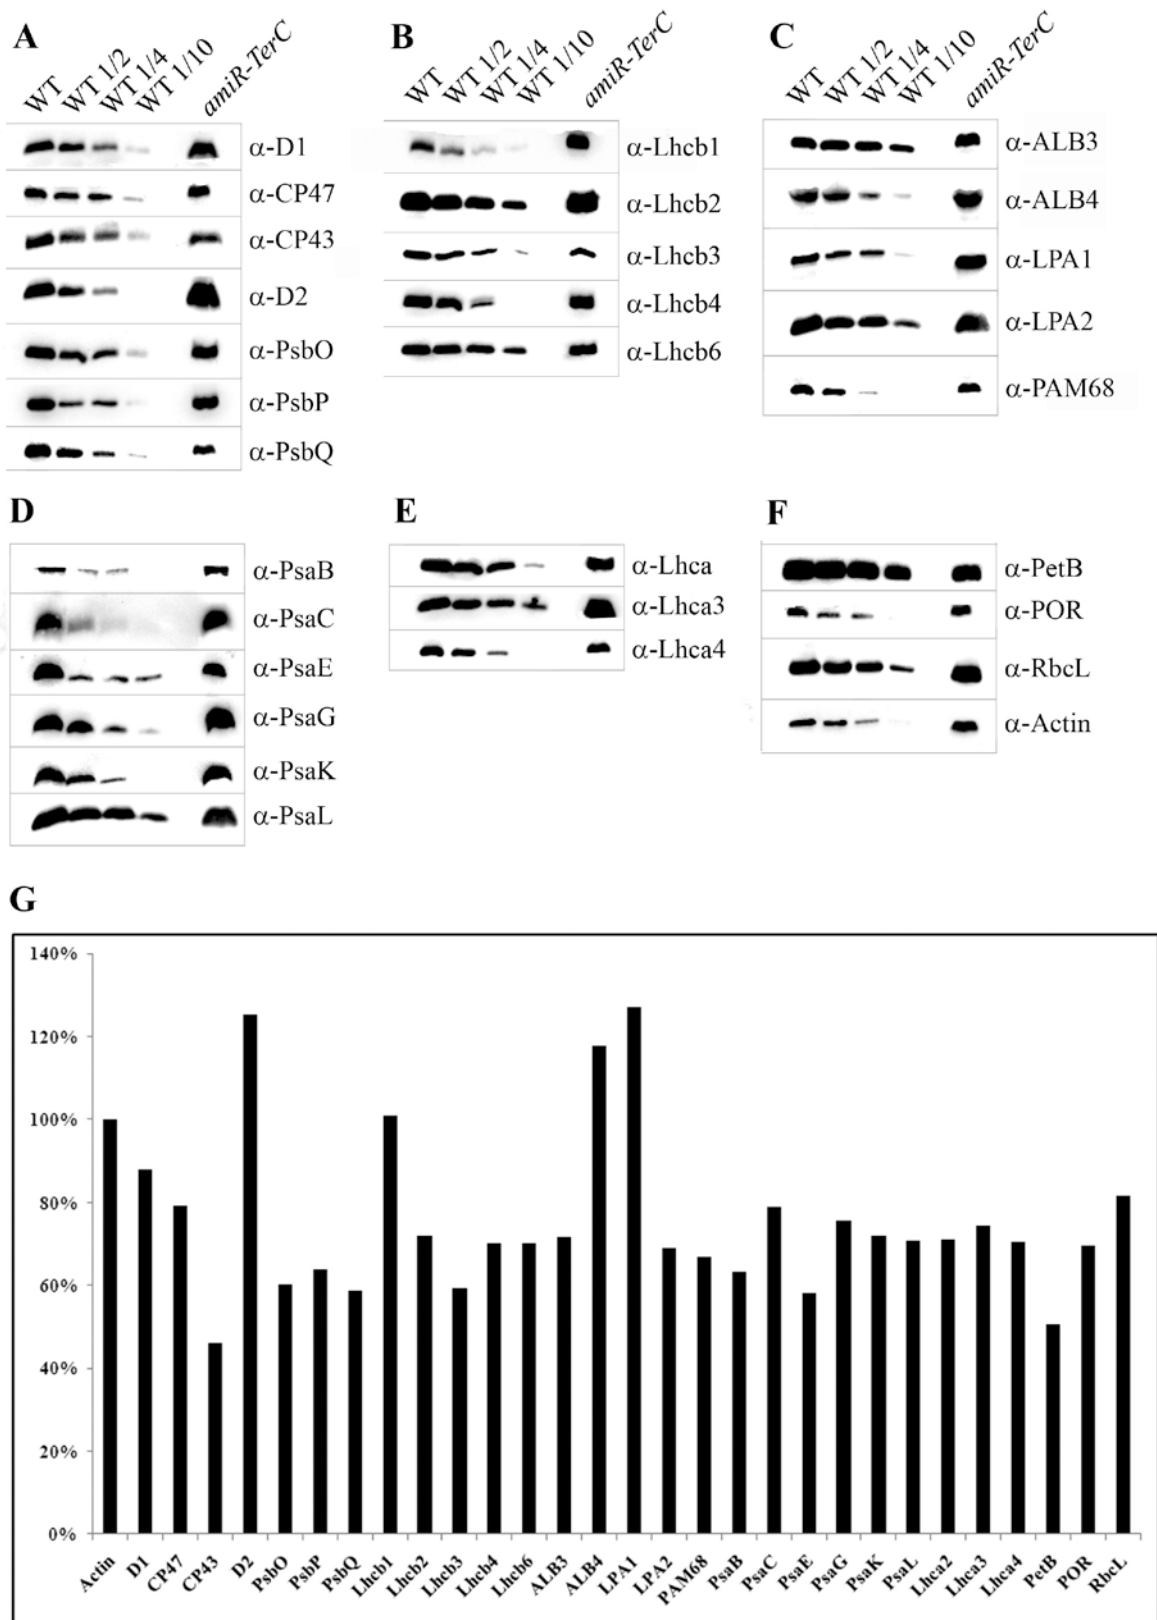 A
WT
WT 1/2
WT 1/4
WT 1/10
amiR-TerC
α-D1
α-CP47
α-CP43
α-D2
α-PsbO
α-PsbP
α-PsbQ
B
WT
WT 1/2
WT 1/4
WT 1/10
amiR-TerC
α-Lhcb1
α-Lhcb2
α-Lhcb3
α-Lhcb4
α-Lhcb6
C
WT
WT 1/2
WT 1/4
WT 1/10
amiR-TerC
α-ALB3
α-ALB4
α-LPA1
α-LPA2
α-PAM68
D
α-PsaB
α-PsaC
α-PsaE
α-PsaG
α-PsaK
α-PsaL
E
α-Lhca
α-Lhca3
α-Lhca4
F
α-PetB
α-POR
α-RbcL
α-Actin
G
140%
120%
100%
80%
60%
40%
20%
0%
Actin
D1
CP47
CP43
D2
PsbO
PsbP
PsbQ
Lhcb1
Lhcb2
Lhcb3
Lhcb4
Lhcb6
ALB3
ALB4
LPA1
LPA2
PAM68
PsaB
PsaC
PsaE
PsaG
PsaK
PsaL
Lhca2
Lhca3
Lhca4
PetB
POR
RbcL